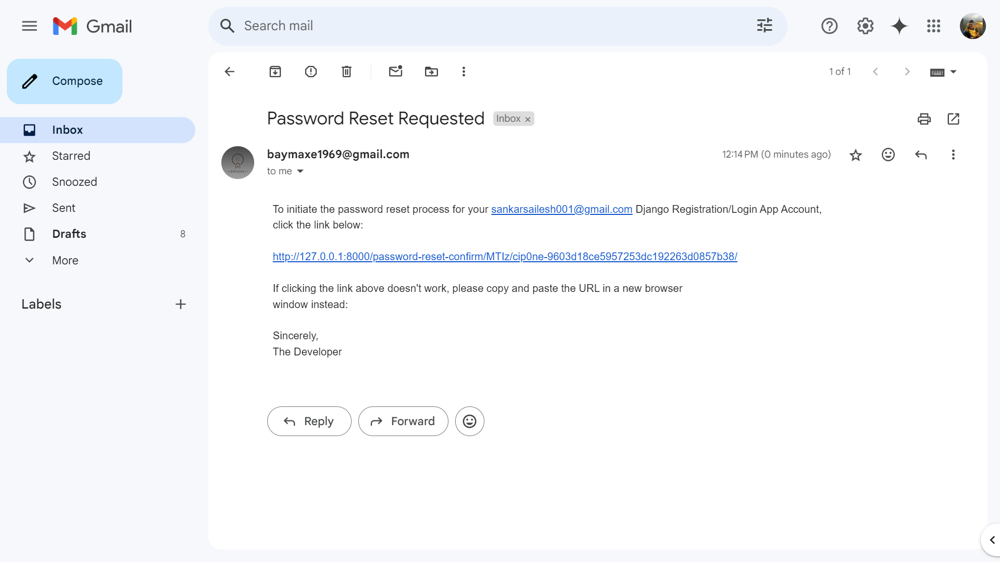 Gmail
Search mail
Compose
1 of 1
Inbox
Starred
Snoozed
Sent
Drafts 8
More
Labels
Password Reset Requested Inbox ×
baymaxe1969@gmail.com 12:14 PM (0 minutes ago)
to me
To initiate the password reset process for your sankarsailesh001@gmail.com Django Registration/Login App Account,
click the link below:
http://127.0.0.1:8000/password-reset-confirm/MTIz/cip0ne-9603d18ce5957253dc192263d0857b38/
If clicking the link above doesn't work, please copy and paste the URL in a new browser
window instead:
Sincerely,
The Developer
Reply
Forward